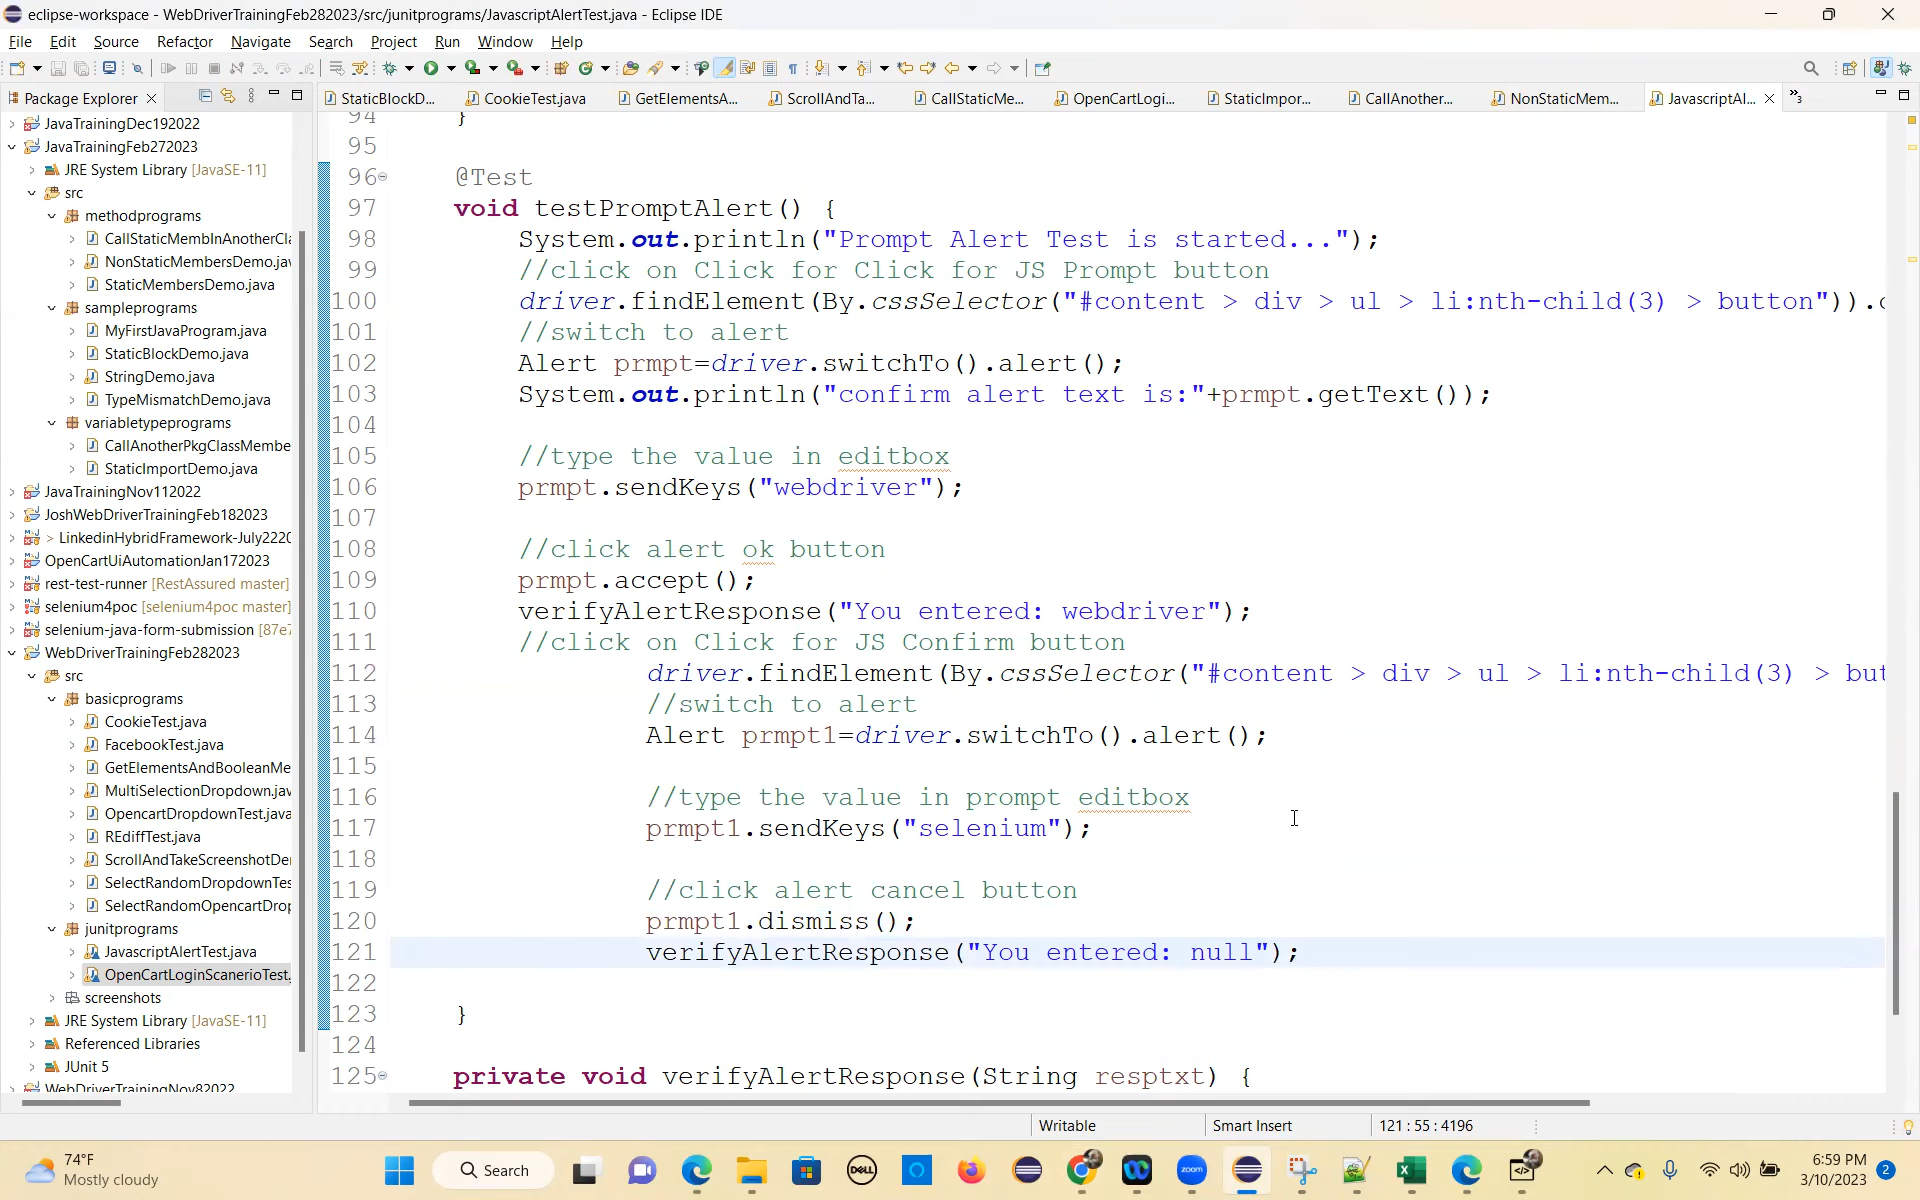 eclipse-workspace - WebDriverTrainingFeb282023/src/junitprograms/JavascriptAlertTest.java - Eclipse IDE
File Edit Source Refactor Navigate Search Project Run Window Help
Package Explorer
StaticBlockD... CookieTest.java GetElementsA... ScrollAndTa... CallStaticMe... OpenCartLogi... StaticImpor... CallAnother... NonStaticMem... JavascriptAl... »3
JavaTrainingDec192022
JavaTrainingFeb272023
JRE System Library [JavaSE-11]
src
methodprograms
CallStaticMembInAnotherCla
NonStaticMembersDemo.jav
StaticMembersDemo.java
sampleprograms
MyFirstJavaProgram.java
StaticBlockDemo.java
StringDemo.java
TypeMismatchDemo.java
variabletypeprograms
CallAnotherPkgClassMembe
StaticImportDemo.java
JavaTrainingNov112022
JoshWebDriverTrainingFeb182023
> LinkedinHybridFramework-July2220
OpenCartUiAutomationJan172023
rest-test-runner [RestAssured master]
selenium4poc [selenium4poc master]
selenium-java-form-submission [87e7
WebDriverTrainingFeb282023
src
basicprograms
CookieTest.java
FacebookTest.java
GetElementsAndBooleanMe
MultiSelectionDropdown.jav
OpencartDropdownTest.java
REdiffTest.java
ScrollAndTakeScreenshotDe
SelectRandomDropdownTes
SelectRandomOpencartDrop
junitprograms
JavascriptAlertTest.java
OpenCartLoginScanerioTest.
screenshots
JRE System Library [JavaSE-11]
Referenced Libraries
JUnit 5
WebDriverTrainingNov82022
94 }
95
96 @Test
97 void testPromptAlert() {
98 System.out.println("Prompt Alert Test is started...");
99 //click on Click for Click for JS Prompt button
100 driver.findElement(By.cssSelector("#content > div > ul > li:nth-child(3) > button")).c
101 //switch to alert
102 Alert prmpt=driver.switchTo().alert();
103 System.out.println("confirm alert text is:"+prmpt.getText());
104
105 //type the value in editbox
106 prmpt.sendKeys("webdriver");
107
108 //click alert ok button
109 prmpt.accept();
110 verifyAlertResponse("You entered: webdriver");
111 //click on Click for JS Confirm button
112 driver.findElement(By.cssSelector("#content > div > ul > li:nth-child(3) > but
113 //switch to alert
114 Alert prmpt1=driver.switchTo().alert();
115
116 //type the value in prompt editbox
117 prmpt1.sendKeys("selenium");
118
119 //click alert cancel button
120 prmpt1.dismiss();
121 verifyAlertResponse("You entered: null");
122
123 }
124
125 private void verifyAlertResponse(String resptxt) {
Writable Smart Insert 121 : 55 : 4196
74°F
Mostly cloudy
Search
DELL
zoom
6:59 PM
3/10/2023
2